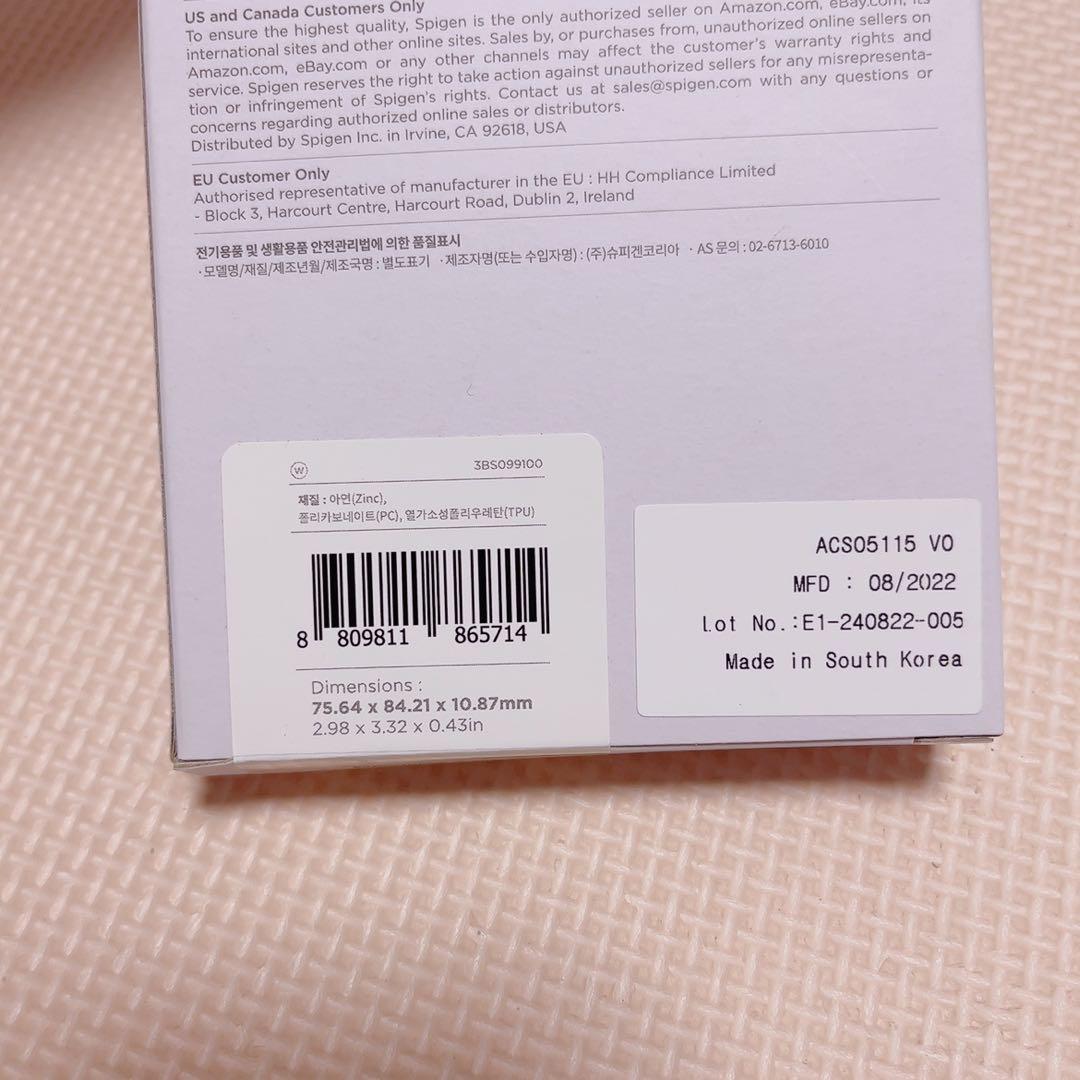 US and Canada Customers Only
To ensure the highest quality, Spigen is the only authorized seller on Amazon.com, eBay.com, its
international sites and other online sites. Sales by, or purchases from, unauthorized online sellers on
Amazon.com, eBay.com or any other channels may affect the customer's warranty rights and
service. Spigen reserves the right to take action against unauthorized sellers for any misrepresenta-
tion or infringement of Spigen's rights. Contact us at sales@spigen.com with any questions or
concerns regarding authorized online sales or distributors.
Distributed by Spigen Inc. in Irvine, CA 92618, USA
EU Customer Only
Authorised representative of manufacturer in the EU : HH Compliance Limited
- Block 3, Harcourt Centre, Harcourt Road, Dublin 2, Ireland
전기용품 및 생활용품 안전관리법에 의한 품질표시
·모델명/재질/제조년월/제조국명 : 별도표기 ·제조자명(또는 수입자명) : (주)슈피겐코리아 · AS 문의 : 02-6713-6010
W 3BS099100
재질 : 아연(Zinc),
폴리카보네이트(PC), 열가소성폴리우레탄(TPU)
8 809811 865714
Dimensions :
75.64 x 84.21 x 10.87mm
2.98 x 3.32 x 0.43in
ACS05115 V0
MFD : 08/2022
Lot No.:E1-240822-005
Made in South Korea